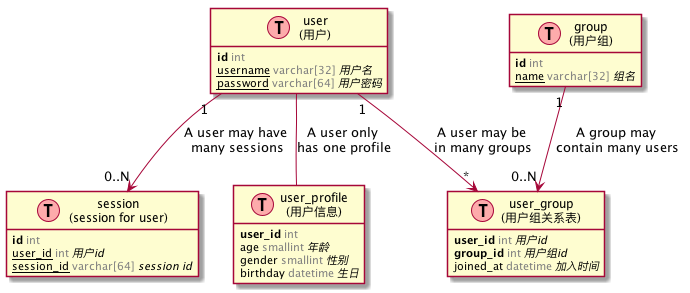 T
user
(用户)
id int
username varchar[32] 用户名
password varchar[64] 用户密码
T
group
(用户组)
id int
name varchar[32] 组名
1
A user may have
many sessions
0..N
A user only
has one profile
1
A user may be
in many groups
*
1
A group may
contain many users
0..N
T
session
(session for user)
id int
user_id int 用户id
session_id varchar[64] session id
T
user_profile
(用户信息)
user_id int
age smallint 年龄
gender smallint 性别
birthday datetime 生日
T
user_group
(用户组关系表)
user_id int 用户id
group_id int 用户组id
joined_at datetime 加入时间